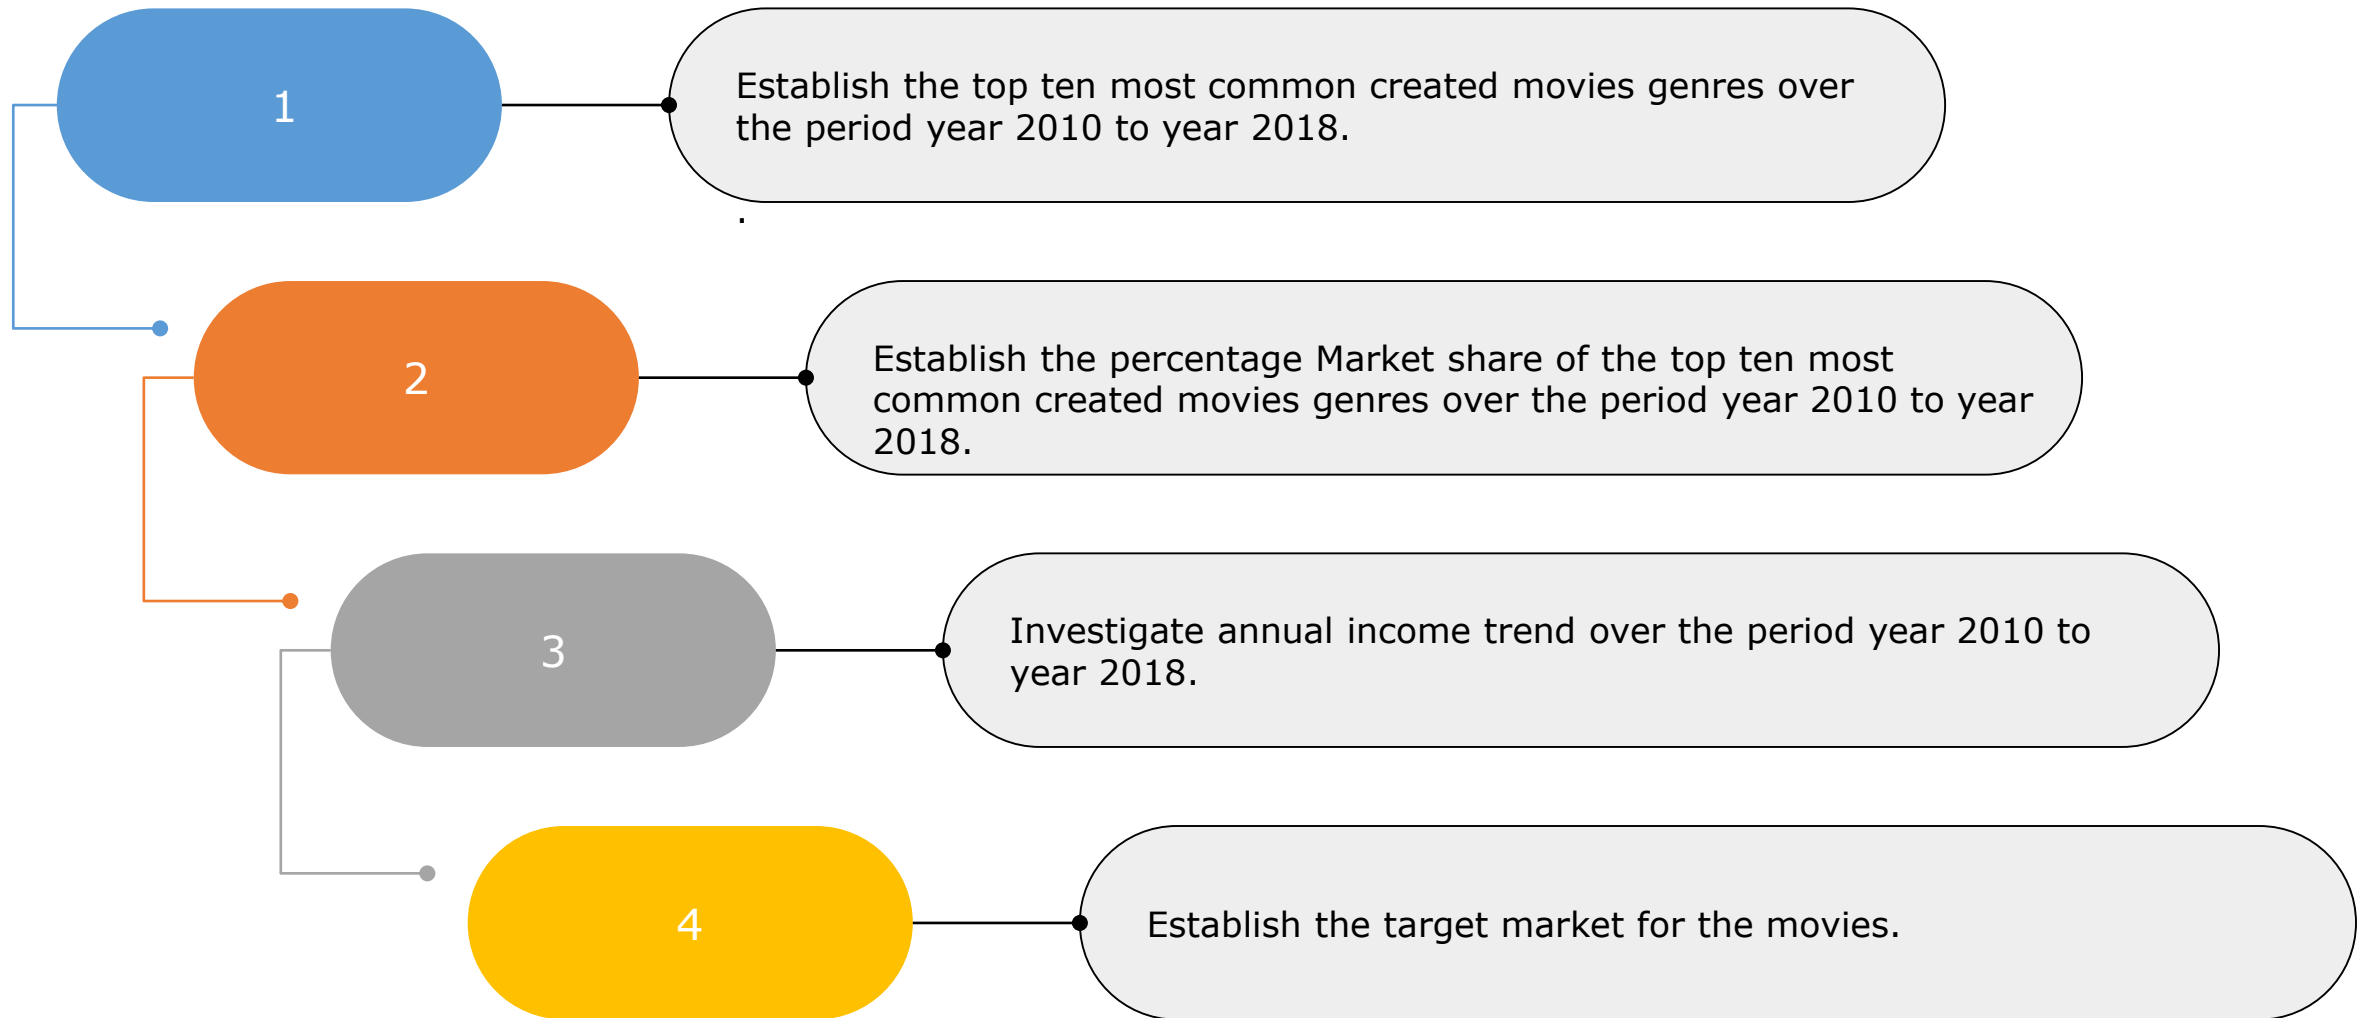 1
Establish the top ten most common created movies genres over
the period year 2010 to year 2018.
.
2
Establish the percentage Market share of the top ten most
common created movies genres over the period year 2010 to year
2018.
3
Investigate annual income trend over the period year 2010 to
year 2018.
4
Establish the target market for the movies.